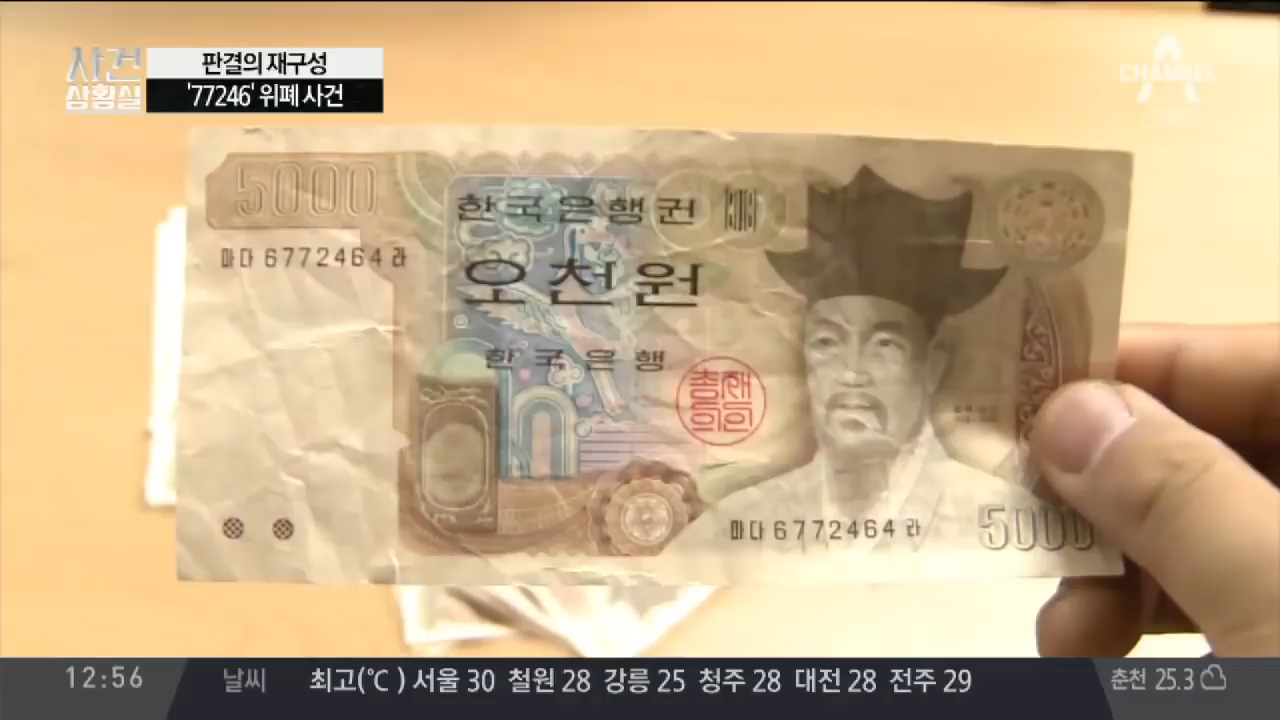 사건
상황실
판결의 재구성
'77246' 위폐 사건
CHANNEL A
5000
한국은행권
마다 6772464 라
오천원
한국은행
총재의인
마다 6772464 라
5000
12:56 날씨 최고(℃) 서울 30 철원 28 강릉 25 청주 28 대전 28 전주 29 춘천 25.3